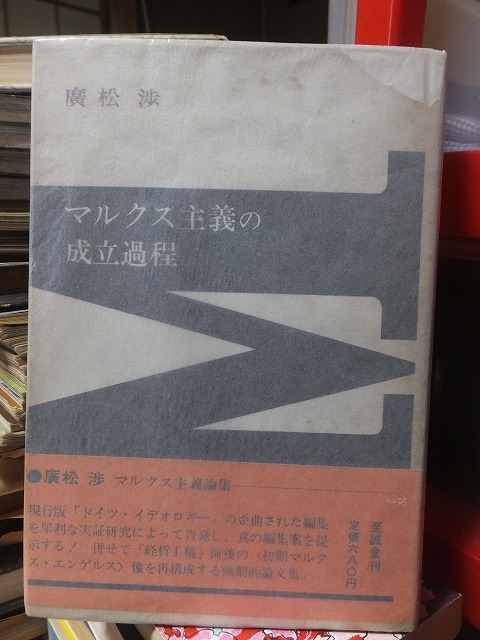 廣松 渉
マルクス主義の
成立過程
M
廣松 渉 マルクス主義論集
現行版「ドイツ・イデオロギー」の歪曲された編集
を犀利な実証研究によって告発し、真の編集案を提
示する! 併せて「経哲手稿」前後の〈初期マルク
ス・エンゲルス〉像を再構成する画期的論文集。
至誠堂刊
定価六八〇円